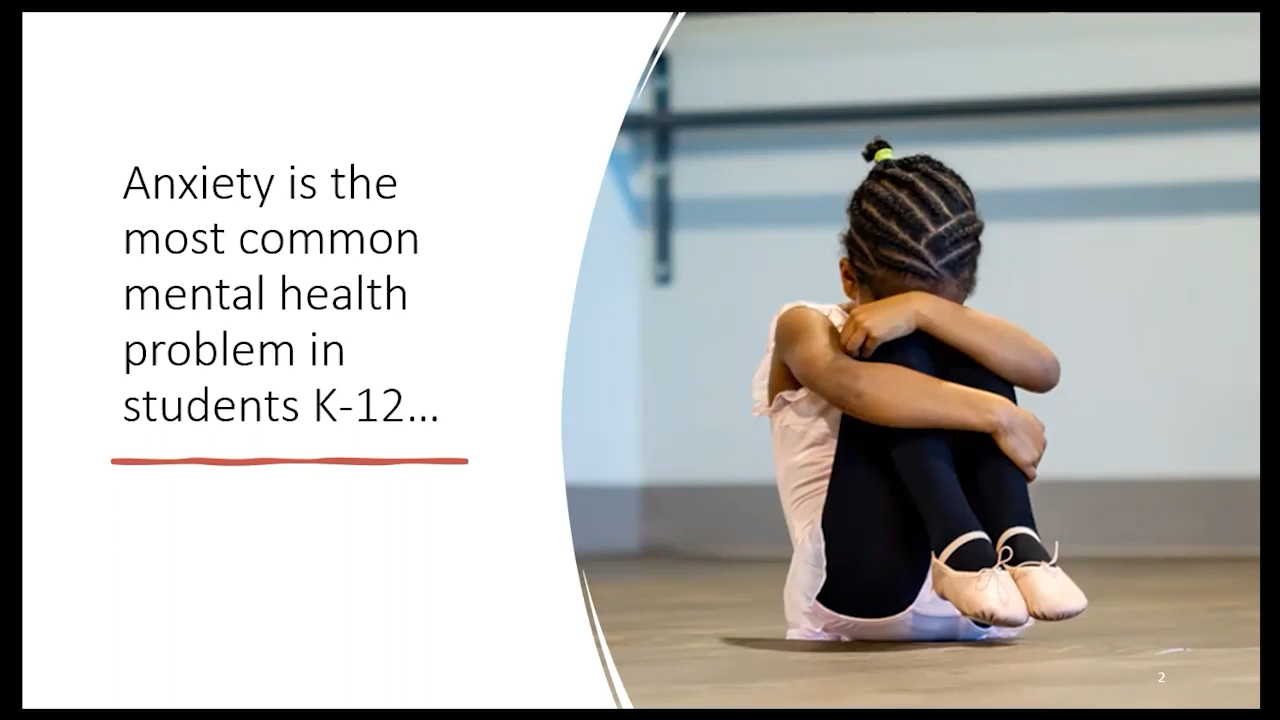 Anxiety is the
most common
mental health
problem in
students K-12...
2